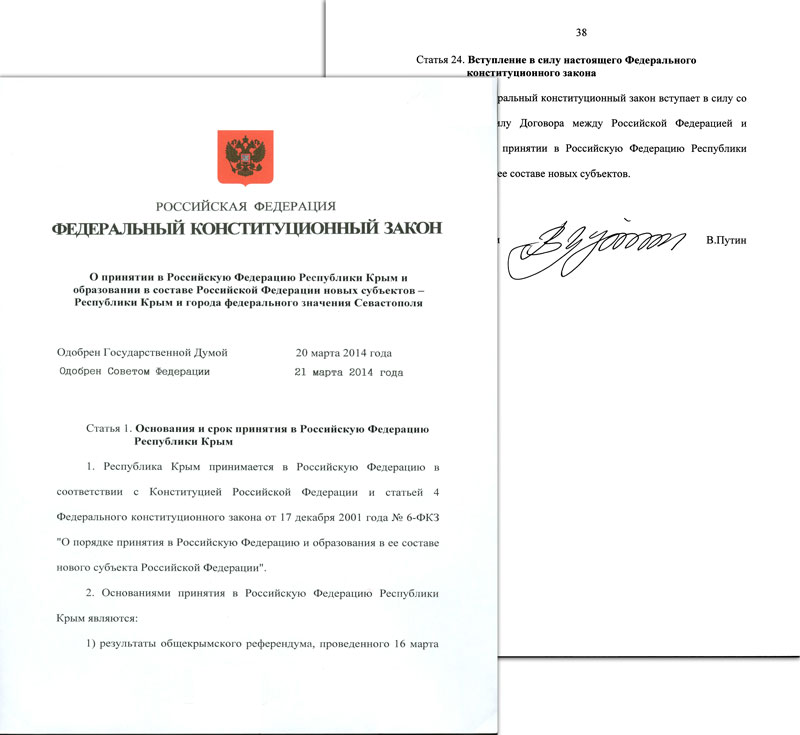 РОССИЙСКАЯ ФЕДЕРАЦИЯ
ФЕДЕРАЛЬНЫЙ КОНСТИТУЦИОННЫЙ ЗАКОН
О принятии в Российскую Федерацию Республики Крым и
образовании в составе Российской Федерации новых субъектов –
Республики Крым и города федерального значения Севастополя
Одобрен Государственной Думой 20 марта 2014 года
Одобрен Советом Федерации 21 марта 2014 года
Статья 1. Основания и срок принятия в Российскую Федерацию
Республики Крым
1. Республика Крым принимается в Российскую Федерацию в
соответствии с Конституцией Российской Федерации и статьей 4
Федерального конституционного закона от 17 декабря 2001 года № 6-ФКЗ
"О порядке принятия в Российскую Федерацию и образования в ее составе
нового субъекта Российской Федерации".
2. Основаниями принятия в Российскую Федерацию Республики
Крым являются:
1) результаты общекрымского референдума, проведенного 16 марта
38
Статья 24. Вступление в силу настоящего Федерального
конституционного закона
ральный конституционный закон вступает в силу со
лу Договора между Российской Федерацией и
принятии в Российскую Федерацию Республики
ее составе новых субъектов.
В.Путин